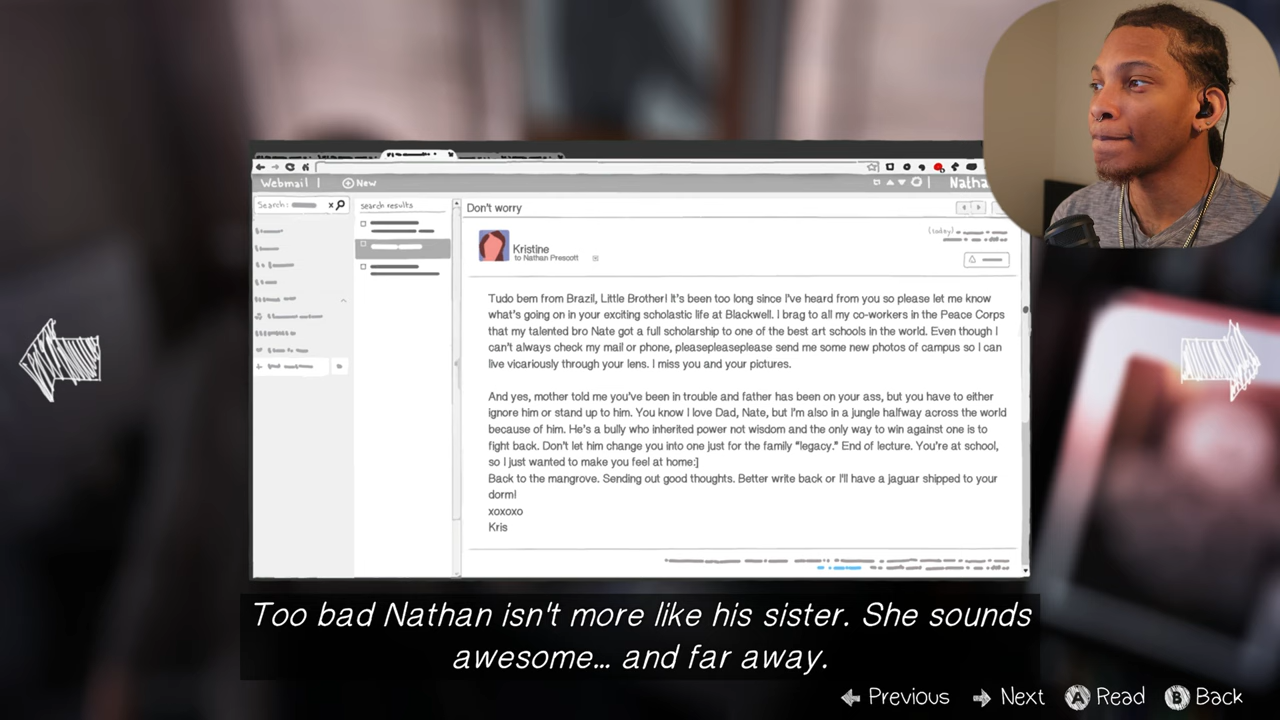 Webmail |
New
Natha
Search:
x
search results
Don't worry
(today)
Kristine
to Nathan Prescott
Tudo bem from Brazil, Little Brother! It's been too long since I've heard from you so please let me know
what's going on in your exciting scholastic life at Blackwell. I brag to all my co-workers in the Peace Corps
that my talented bro Nate got a full scholarship to one of the best art schools in the world. Even though I
can't always check my mail or phone, pleasepleaseplease send me some new photos of campus so I can
live vicariously through your lens. I miss you and your pictures.
And yes, mother told me you've been in trouble and father has been on your ass, but you have to either
ignore him or stand up to him. You know I love Dad, Nate, but I'm also in a jungle halfway across the world
because of him. He's a bully who inherited power not wisdom and the only way to win against one is to
fight back. Don't let him change you into one just for the family "legacy." End of lecture. You're at school,
so I just wanted to make you feel at home:]
Back to the mangrove. Sending out good thoughts. Better write back or I'll have a jaguar shipped to your
dorm!
xoxoxo
Kris
Too bad Nathan isn't more like his sister. She sounds
awesome... and far away.
Previous Next A Read B Back